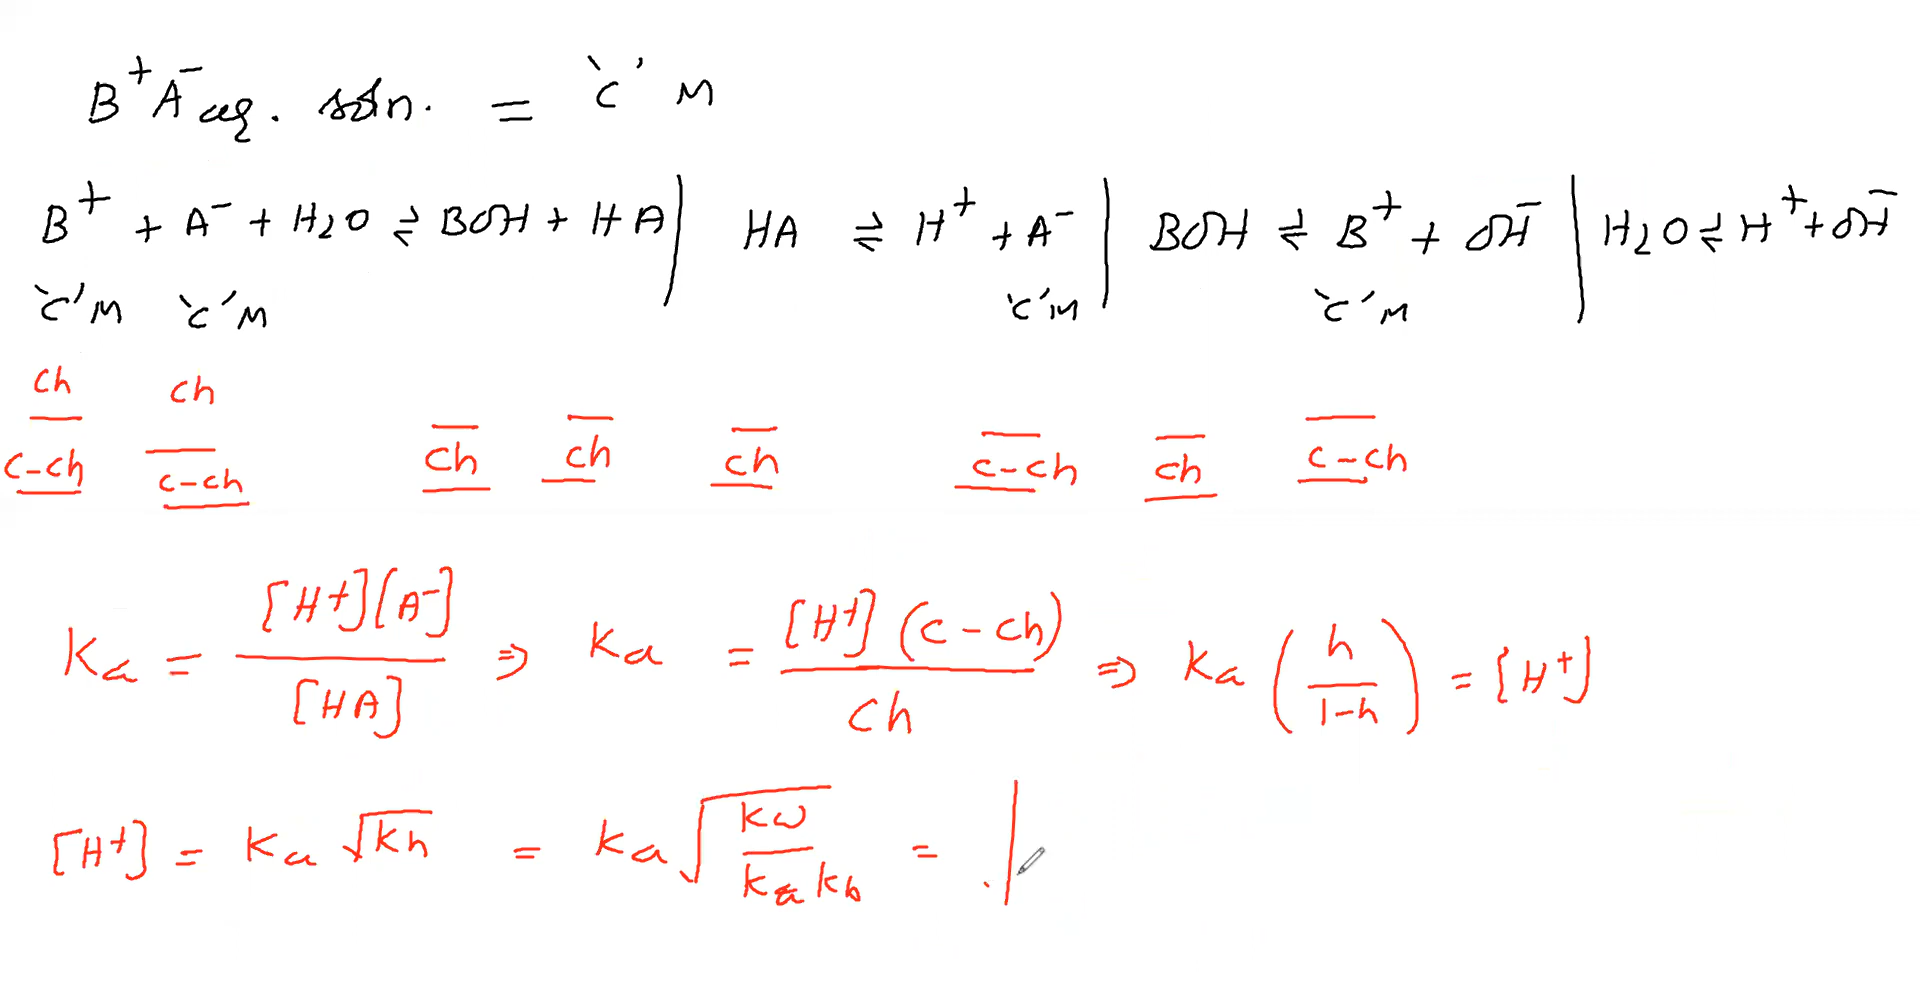 B⁺A⁻ aq. soln. = 'c' M
B⁺ + A⁻ + H₂O ⇌ BOH + HA | HA ⇌ H⁺ + A⁻ | BOH ⇌ B⁺ + OH⁻ | H₂O ⇌ H⁺ + OH⁻
'c'M 'c'M 'c'M 'c'M
ch ch
c-ch c-ch ch ch ch c-ch ch c-ch
Ka = [H⁺][A⁻] / [HA] ⇒ Ka = [H⁺] (c-ch) / ch ⇒ Ka (h / 1-h) = [H⁺]
[H⁺] = Ka √Kh = Ka √(Kw / Ka Kb) =